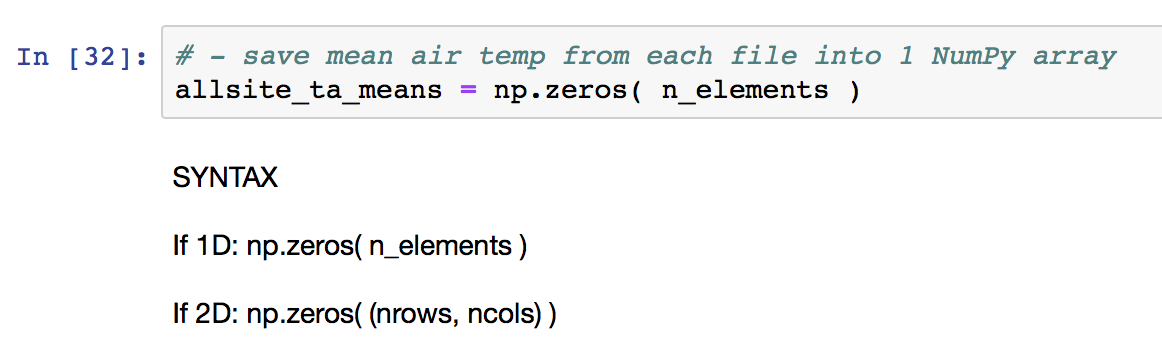 In [32]: # - save mean air temp from each file into 1 NumPy array
allsite_ta_means = np.zeros( n_elements )
SYNTAX
If 1D: np.zeros( n_elements )
If 2D: np.zeros( (nrows, ncols) )